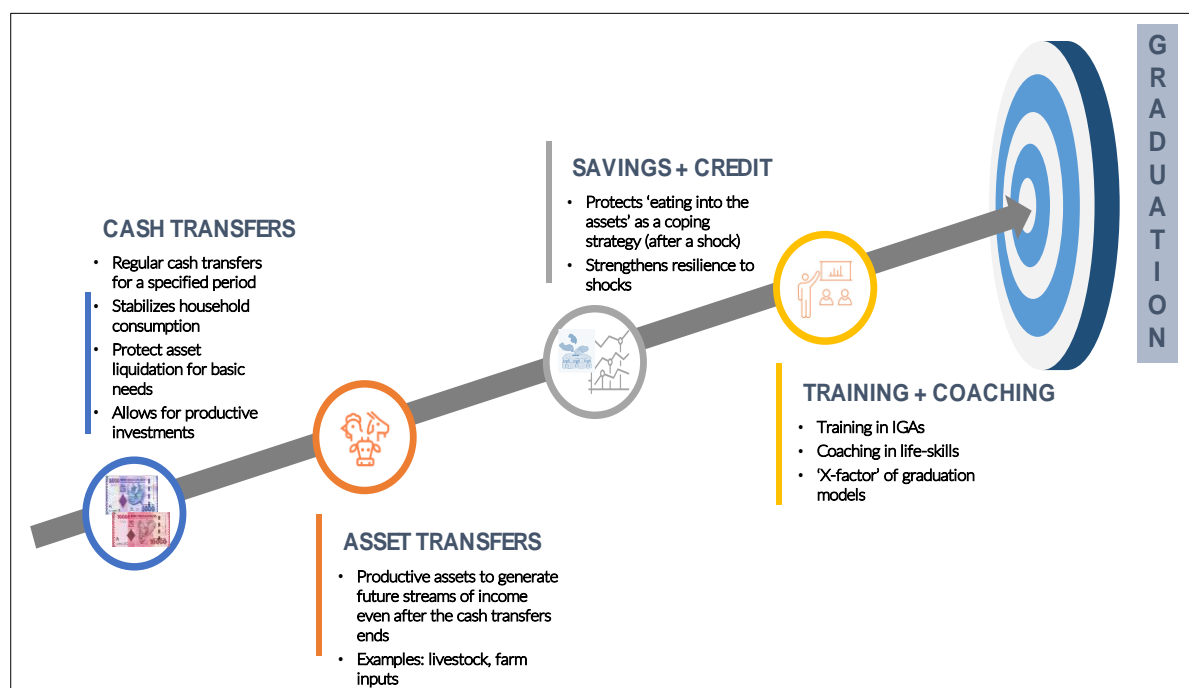 GRADUATION
SAVINGS + CREDIT
• Protects ‘eating into the
assets’ as a coping
strategy (after a shock)
• Strengthens resilience to
shocks
CASH TRANSFERS
• Regular cash transfers
for a specified period
• Stabilizes household
consumption
• Protect asset
liquidation for basic
needs
• Allows for productive
investments
TRAINING + COACHING
• Training in IGAs
• Coaching in life-skills
• ‘X-factor’ of graduation
models
ASSET TRANSFERS
• Productive assets to generate
future streams of income
even after the cash transfers
ends
• Examples: livestock, farm
inputs
10000